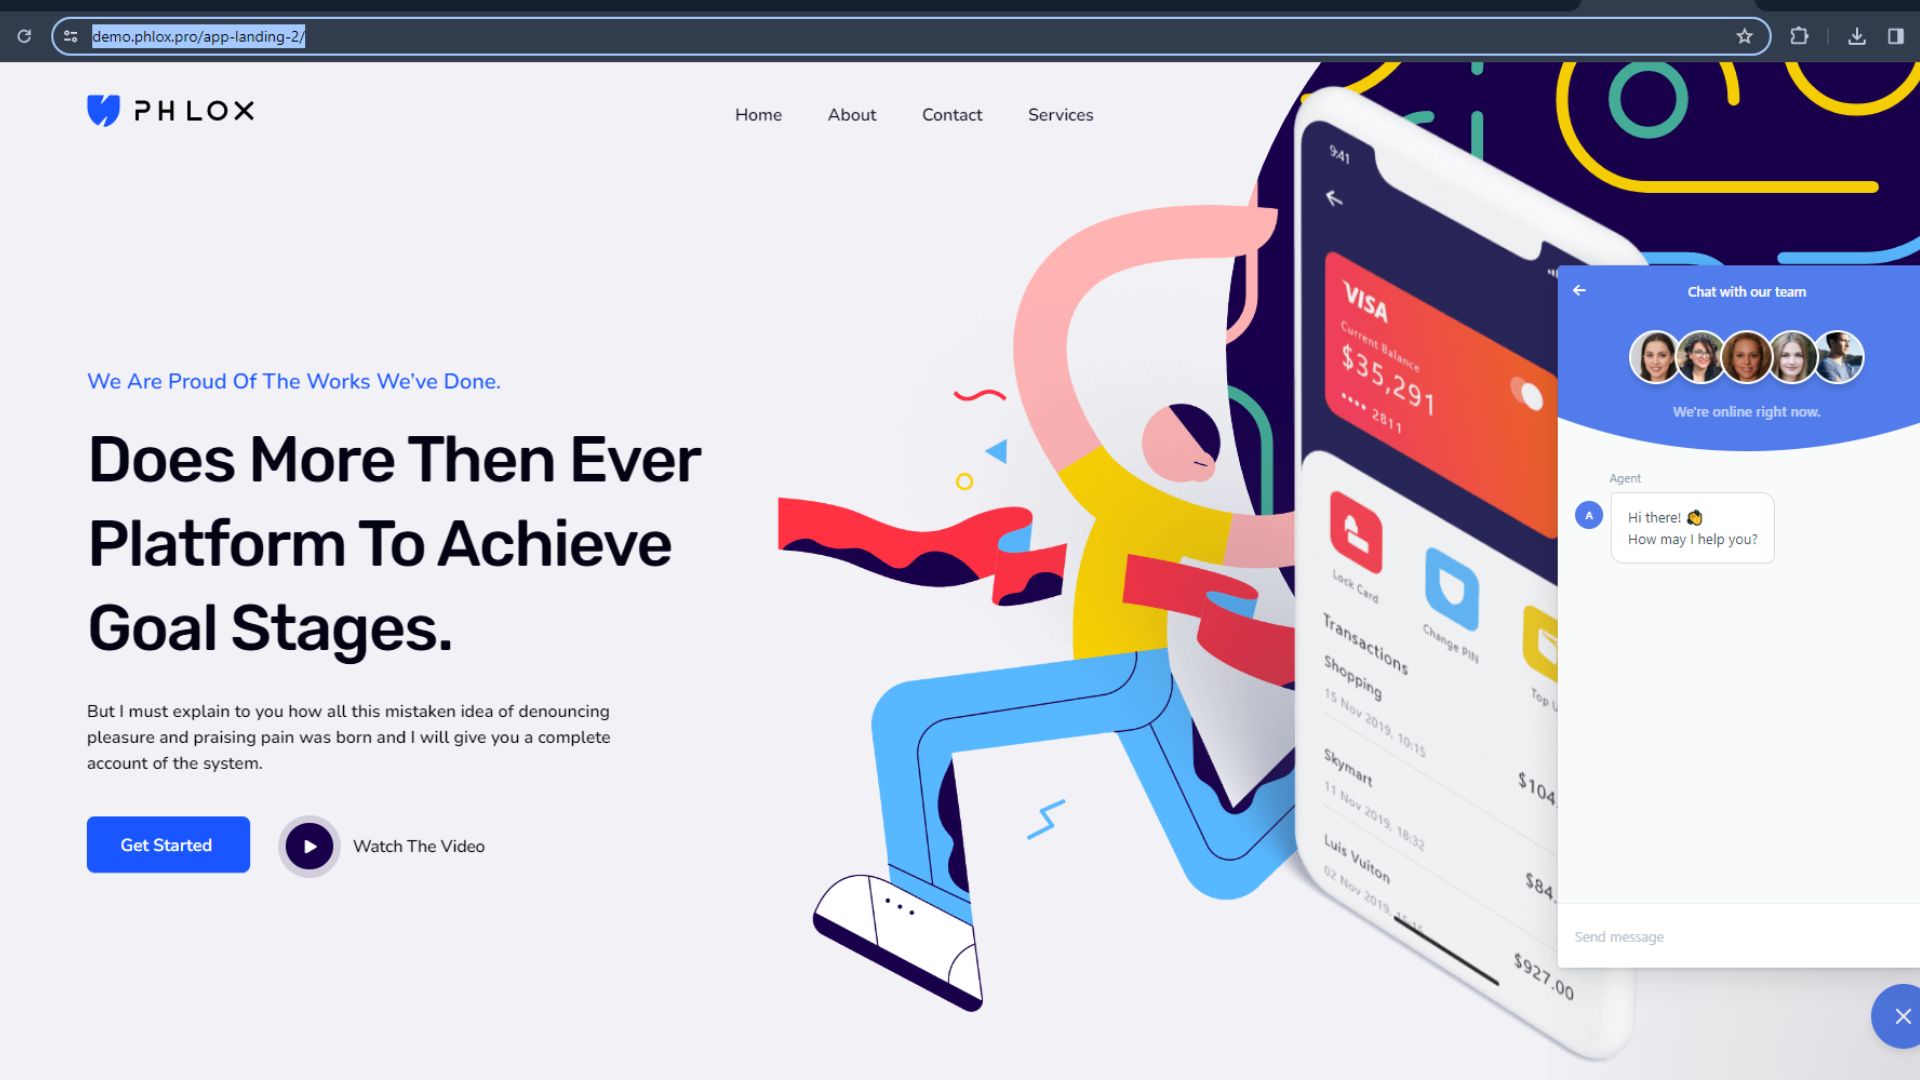 demo.phlox.pro/app-landing-2/
PHLOX
Home
About
Contact
Services
We Are Proud Of The Works We've Done.
Does More Then Ever
Platform To Achieve
Goal Stages.
But I must explain to you how all this mistaken idea of denouncing
pleasure and praising pain was born and I will give you a complete
account of the system.
Get Started
Watch The Video
9:41
VISA
Current Balance
$35,291
•••• 2811
Lock Card
Change PIN
Top
Transactions
Shopping
15 Nov 2019, 10:15
$104.
Skymart
11 Nov 2019, 18:32
$84.
Luis Vuiton
02 Nov 2019,
$927.00
Chat with our team
We're online right now.
Agent
A
Hi there! 👏
How may I help you?
Send message